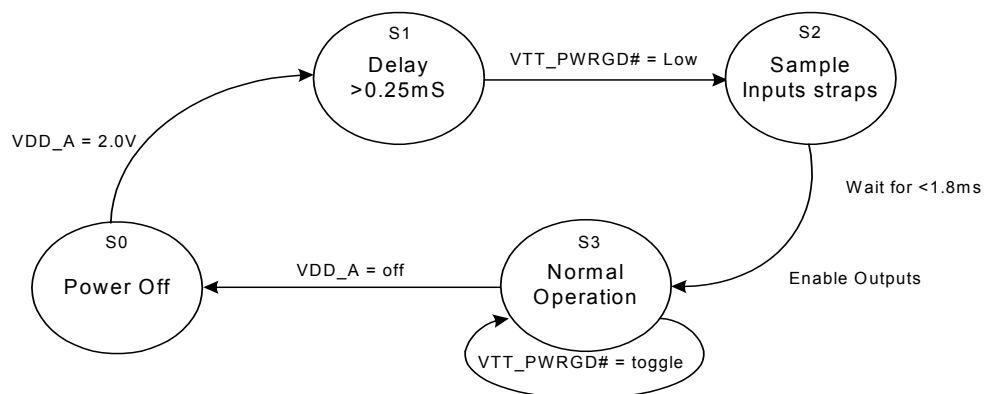 S1
Delay
>0.25mS
VTT_PWRGD# = Low
S2
Sample
Inputs straps
VDD_A = 2.0V
Wait for <1.8ms
S0
Power Off
VDD_A = off
S3
Normal
Operation
Enable Outputs
VTT_PWRGD# = toggle